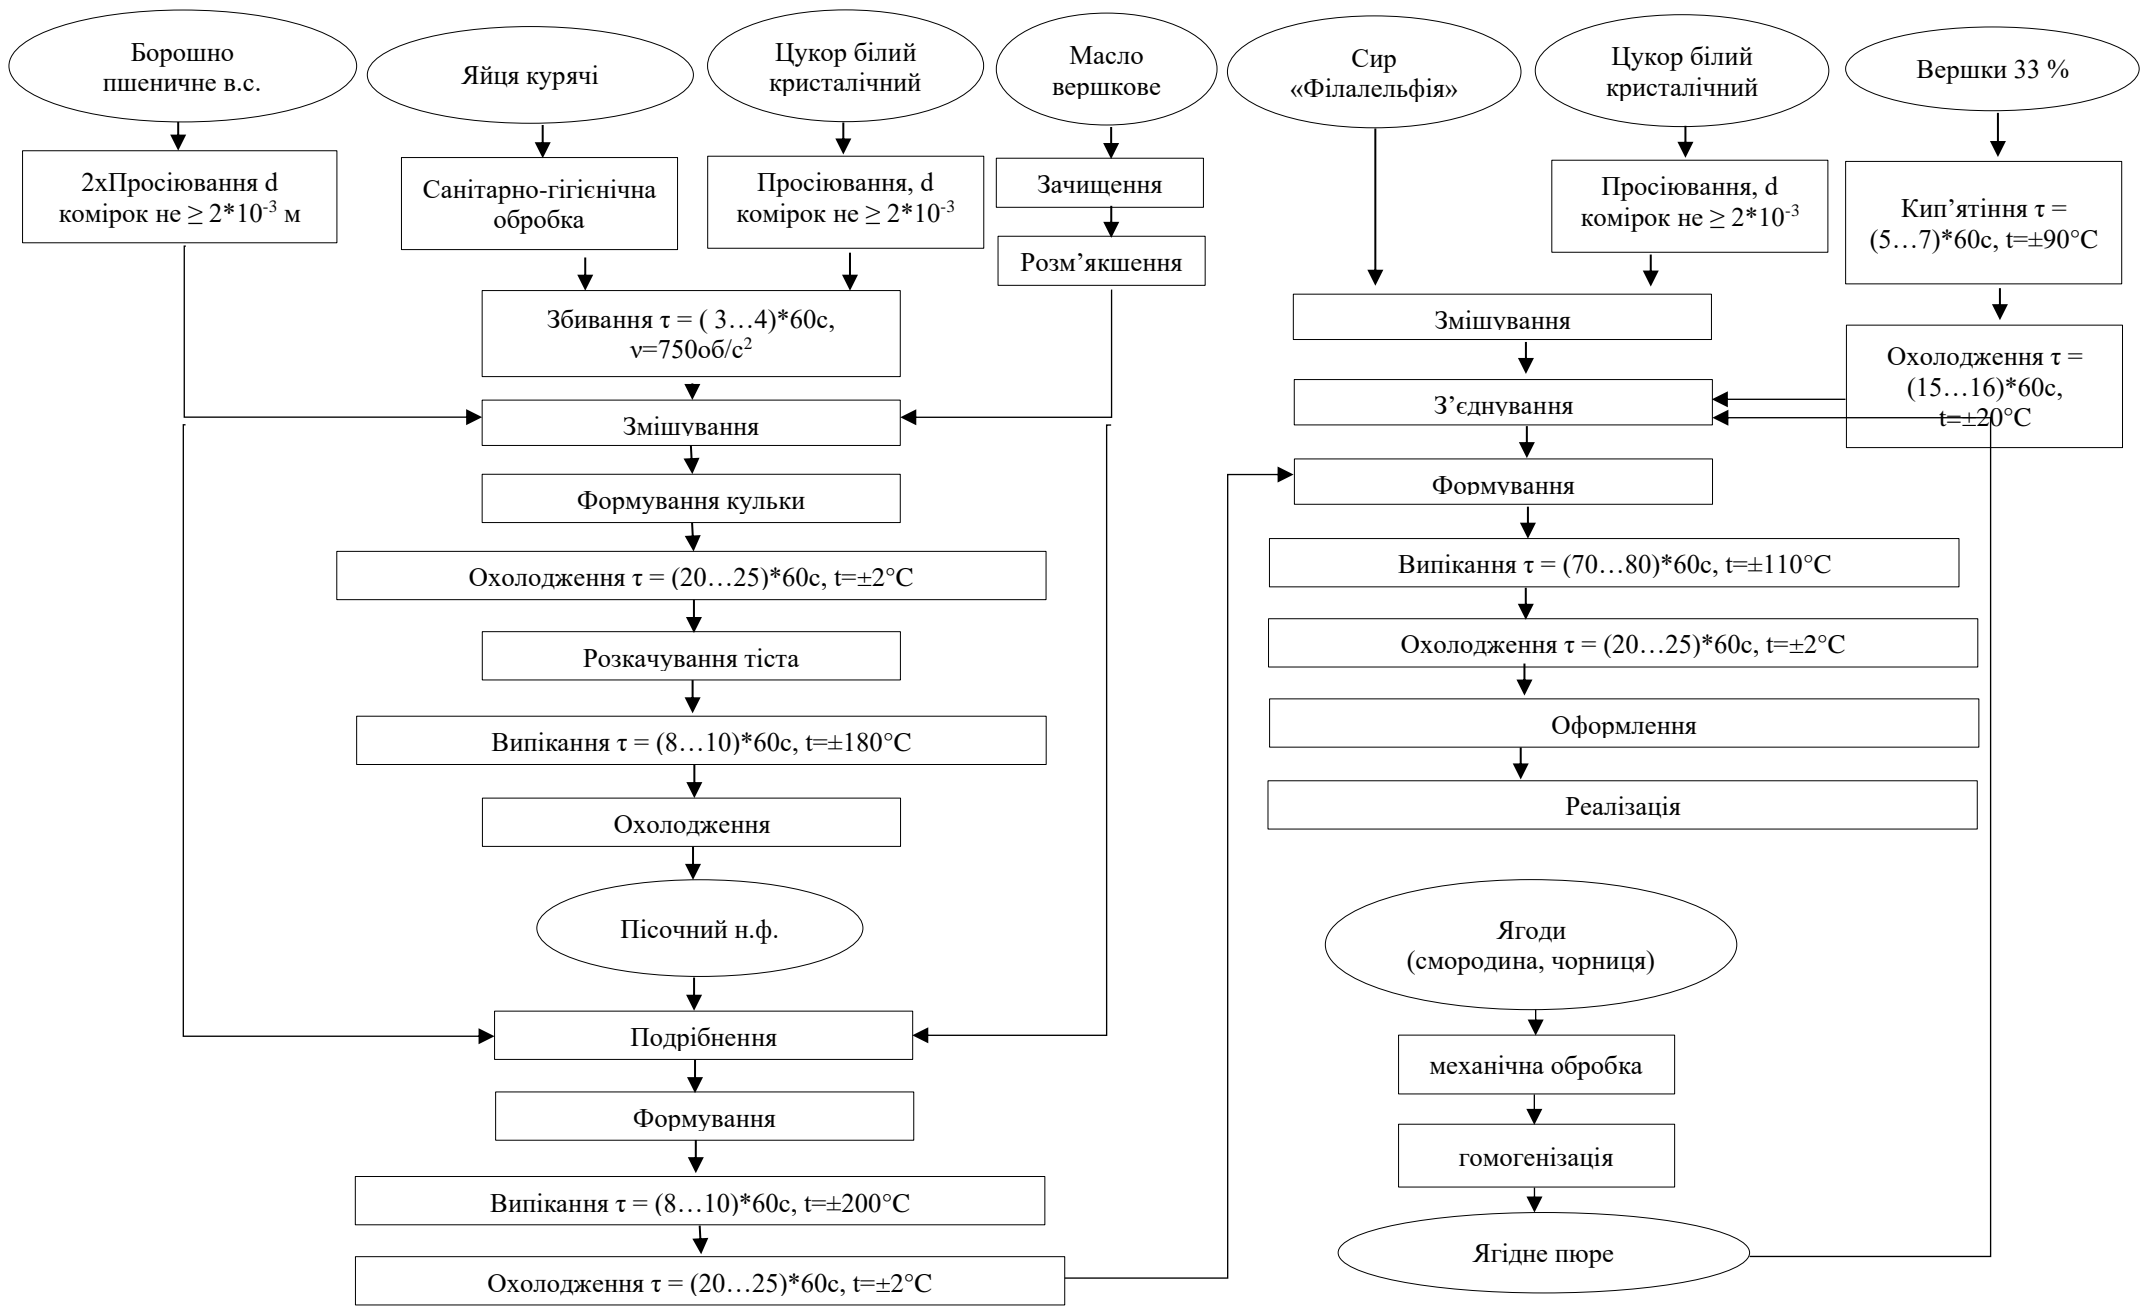 Борошно
пшеничне в.с.
Яйця курячі
Цукор білий
кристалічний
Масло
вершкове
Сир
«Філалельфія»
Цукор білий
кристалічний
Вершки 33 %
2хПросіювання d
комірок не ≥ 2*10⁻³ м
Санітарно-гігієнічна
обробка
Просіювання, d
комірок не ≥ 2*10⁻³
Зачищення
Розм’якшення
Просіювання, d
комірок не ≥ 2*10⁻³
Кип’ятіння τ =
(5…7)*60с, t=±90°C
Збивання τ = ( 3…4)*60с,
ν=750об/с²
Змішування
Охолодження τ =
(15…16)*60с,
t=±20°C
Змішування
З’єднування
Формування кульки
Формування
Охолодження τ = (20…25)*60с, t=±2°C
Випікання τ = (70…80)*60с, t=±110°C
Розкачування тіста
Охолодження τ = (20…25)*60с, t=±2°C
Випікання τ = (8…10)*60с, t=±180°C
Оформлення
Охолодження
Реалізація
Пісочний н.ф.
Ягоди
(смородина, чорниця)
Подрібнення
механічна обробка
Формування
гомогенізація
Випікання τ = (8…10)*60с, t=±200°C
Ягідне пюре
Охолодження τ = (20…25)*60с, t=±2°C